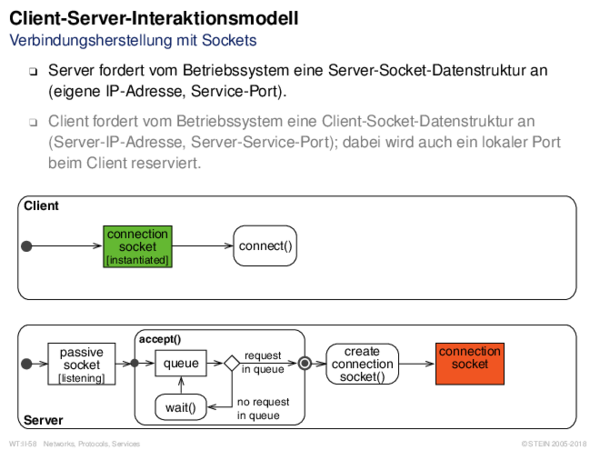 Client-Server-Interaktionsmodell
Verbindungsherstellung mit Sockets
❑ Server fordert vom Betriebssystem eine Server-Socket-Datenstruktur an
(eigene IP-Adresse, Service-Port).
❑ Client fordert vom Betriebssystem eine Client-Socket-Datenstruktur an
(Server-IP-Adresse, Server-Service-Port); dabei wird auch ein lokaler Port
beim Client reserviert.
Client
connection
socket
[instantiated]
connect()
accept()
passive
socket
[listening]
queue
request
in queue
wait()
no request
in queue
create
connection
socket()
connection
socket
Server
WT:II-58 Networks, Protocols, Services
© STEIN 2005-2018